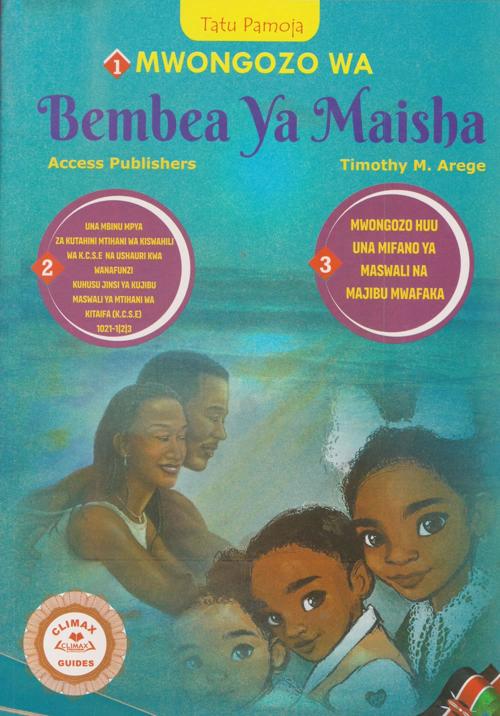 Tatu Pamoja
1 MWONGOZO WA
Bembea Ya Maisha
Access Publishers
Timothy M. Arege
2
UNA MBINU MPYA
ZA KUTAHINI MTIHANI WA KISWAHILI
WA K.C.S.E NA USHAURI KWA
WANAFUNZI
KUHUSU JINSI YA KUJIBU
MASWALI YA MTIHANI WA
KITAIFA (K.C.S.E)
1021-1|2|3
3
MWONGOZO HUU
UNA MIFANO YA
MASWALI NA
MAJIBU MWAFAKA
CLIMAX
CLIMAX
GUIDES